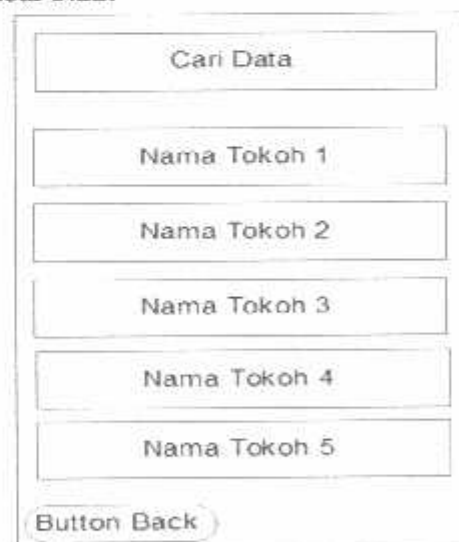 Cari Data
Nama Tokoh 1
Nama Tokoh 2
Nama Tokoh 3
Nama Tokoh 4
Nama Tokoh 5
Button Back